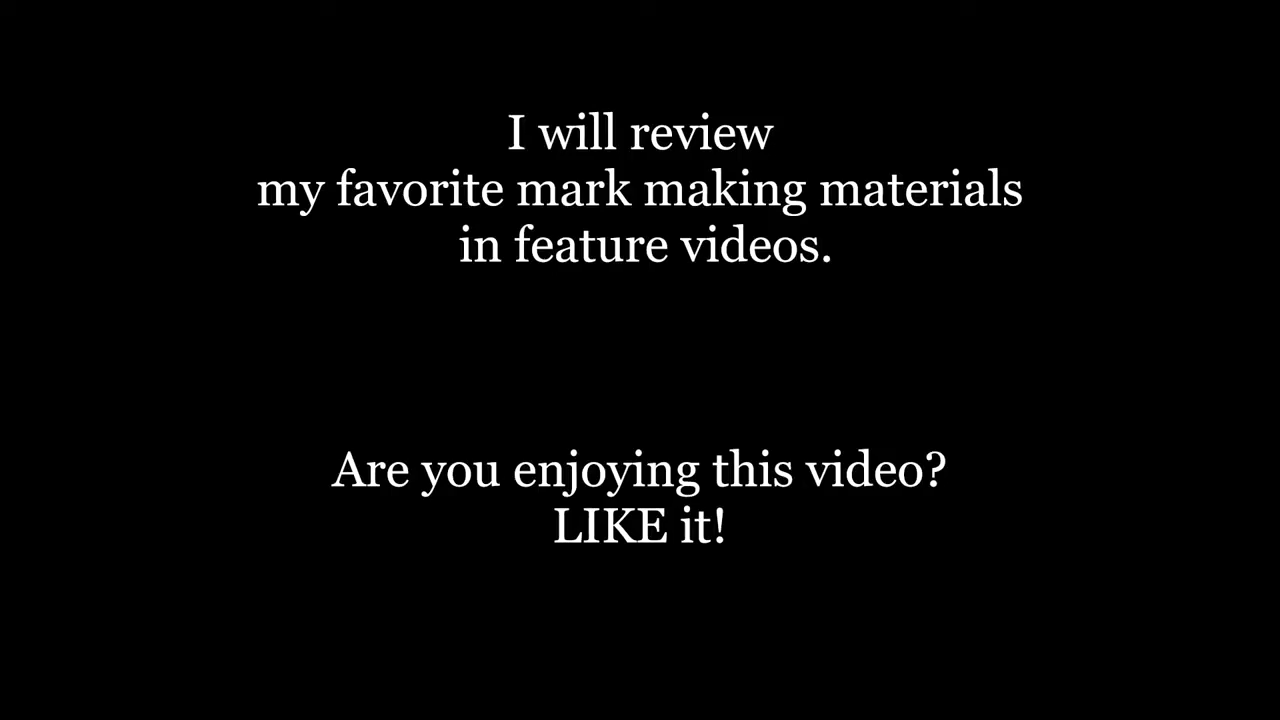 I will review
my favorite mark making materials
in feature videos.
Are you enjoying this video?
LIKE it!